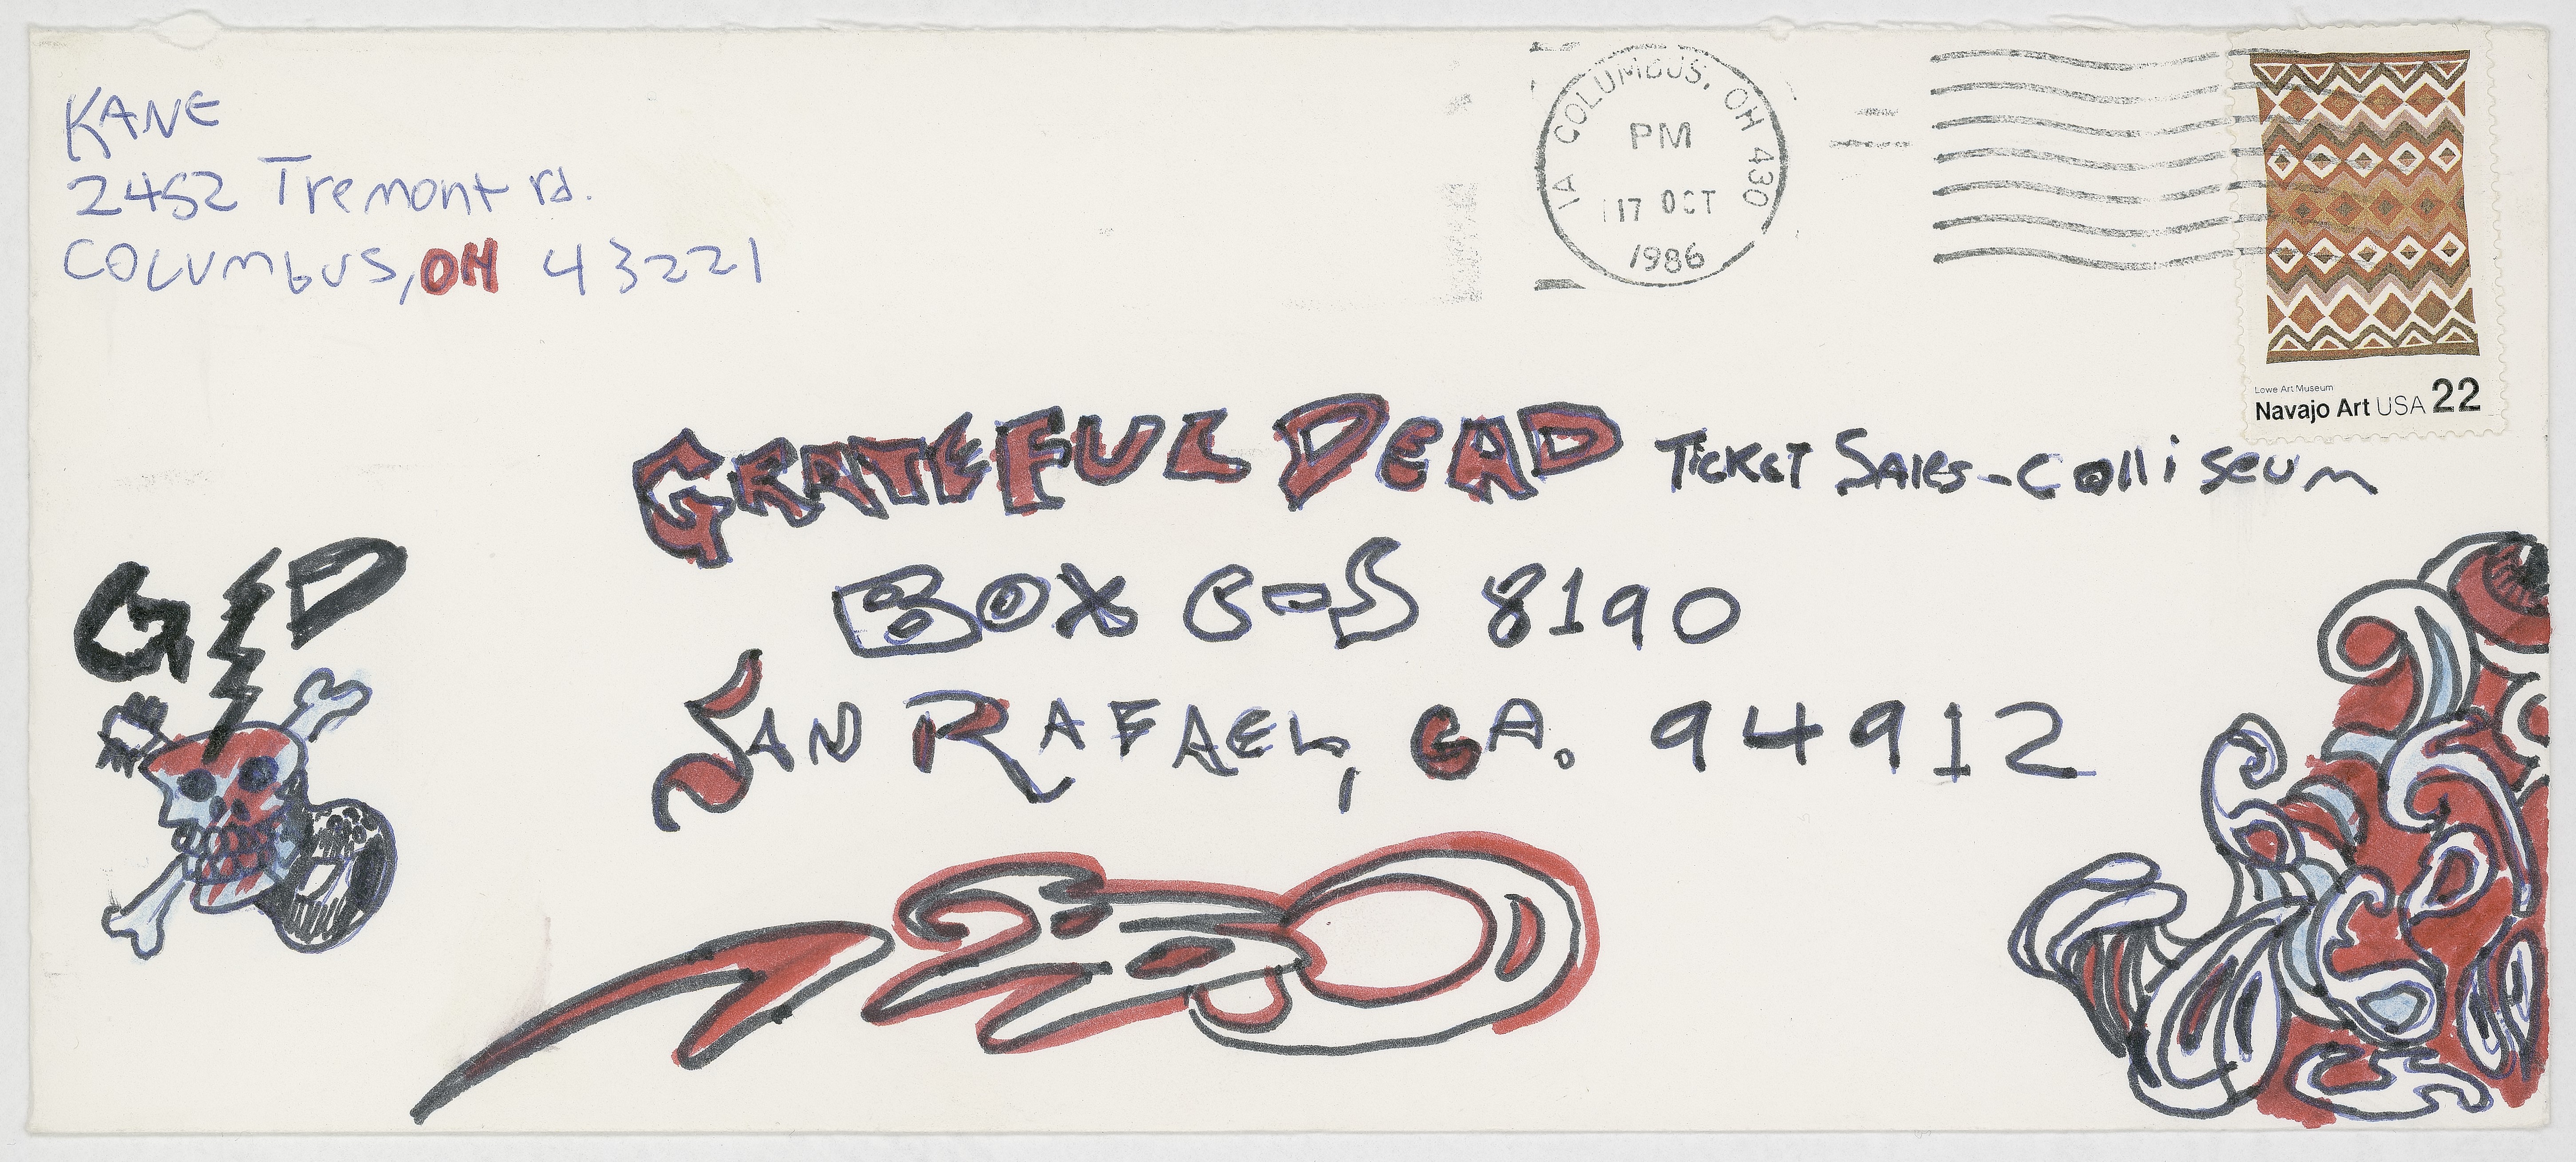 KANE
2452 Tremont rd.
COLUMBUS, OH 43221
COLUMBUS, OH 430
PM
17 OCT
1986
Lowe Art Museum
Navajo Art USA 22
GRATEFUL DEAD TICKET SALES - Colliseum
BOX C-S 8190
SAN RAFAEL, CA. 94912
G D